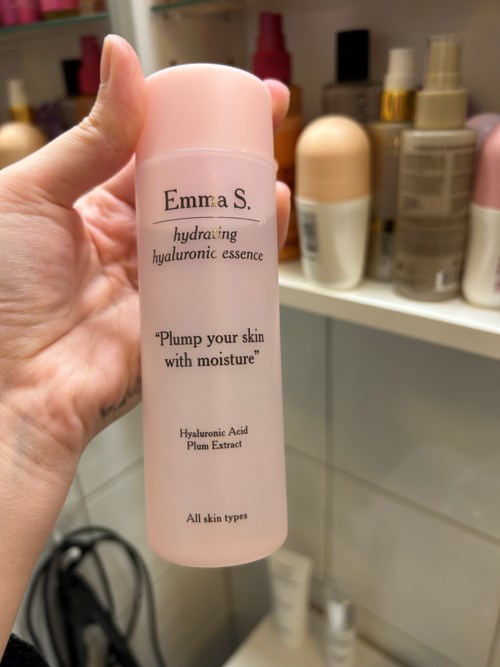 Emma S.
hydrating
hyaluronic essence
“Plump your skin
with moisture”
Hyaluronic Acid
Plum Extract
All skin types